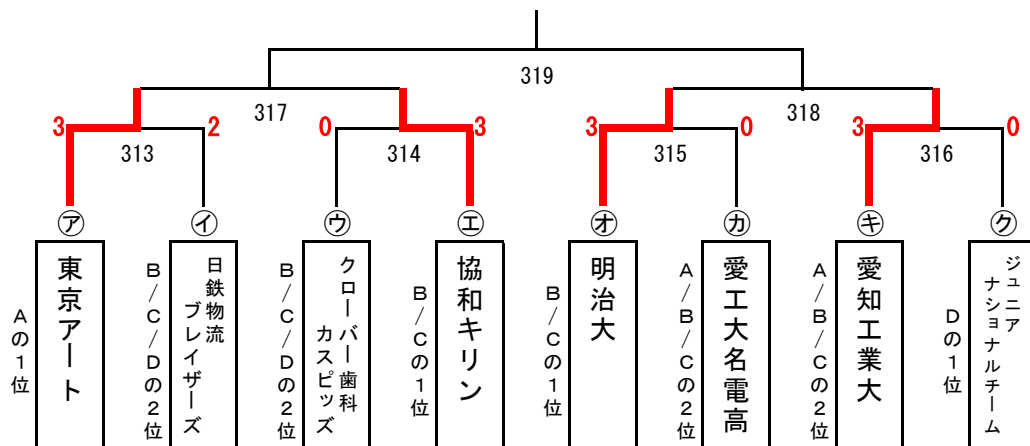 319
317
318
3
2
0
3
3
0
3
0
313
314
315
316
㋐
㋑
㋒
㋓
㋔
㋕
㋖
㋗
東京アート
Aの1位
日鉄物流
ブレイザーズ
B/C/Dの2位
クローバー歯科
カスピッズ
B/C/Dの2位
協和キリン
B/Cの1位
明治大
B/Cの1位
愛工大名電高
A/B/Cの2位
愛知工業大
A/B/Cの2位
ジュニア
ナショナルチーム
Dの1位